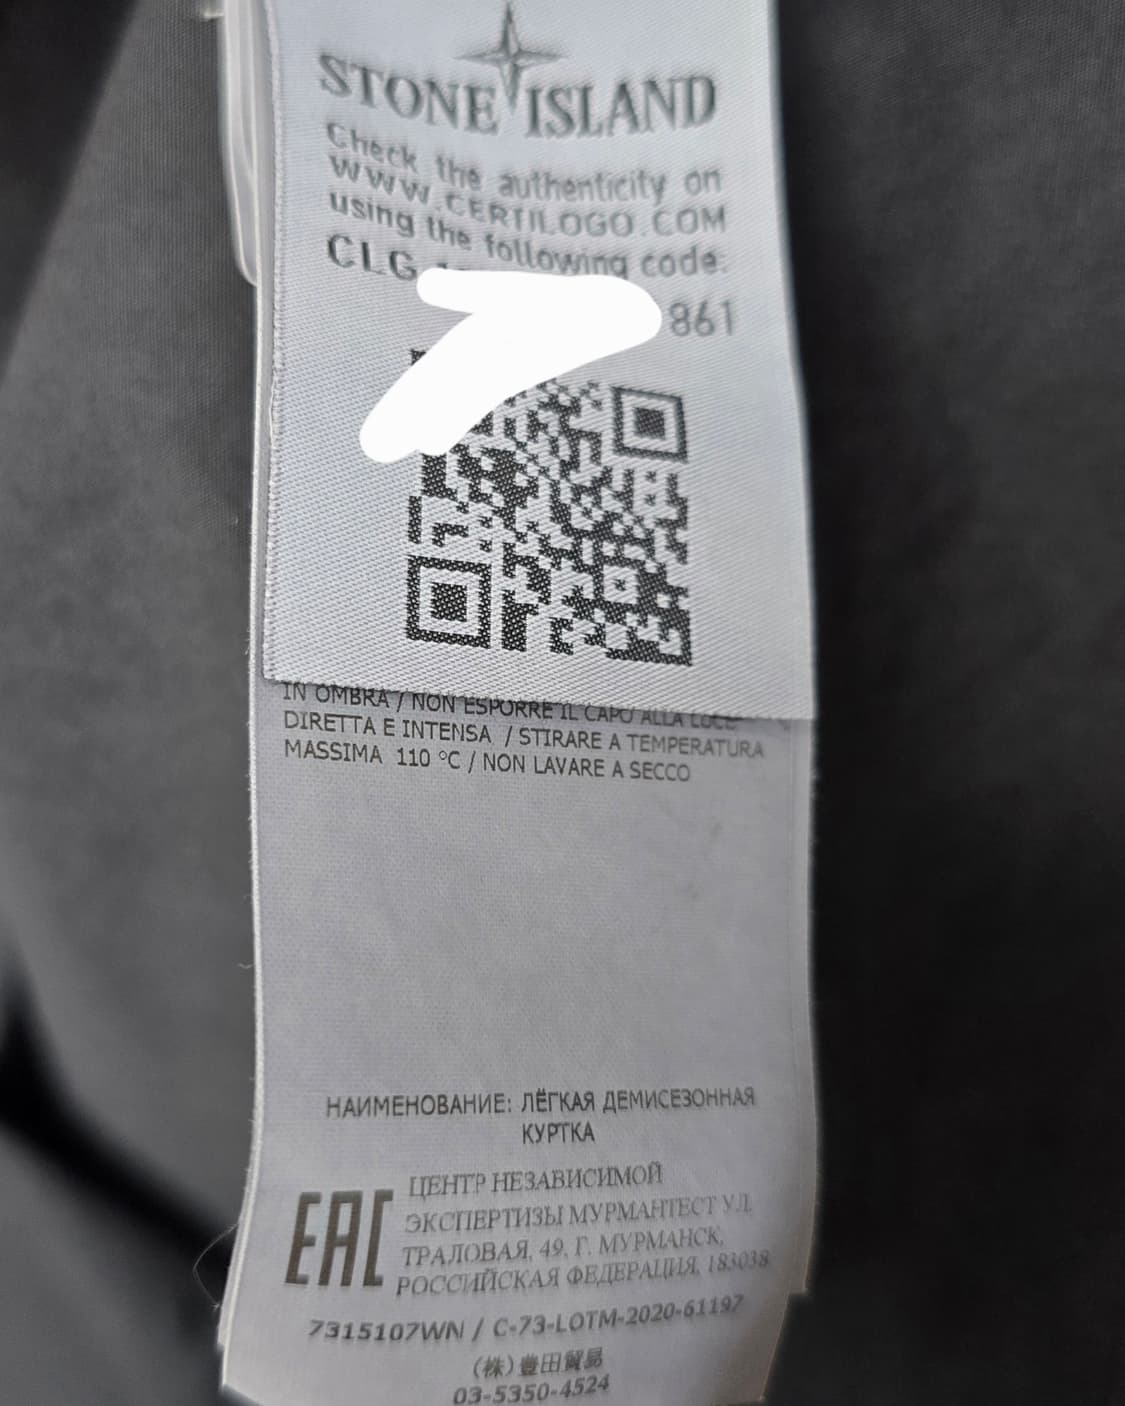 STONE ISLAND
Check the authenticity on
WWW.CERTILOGO.COM
using the following code:
CLG
861
IN OMBRA / NON ESPORRE IL CAPO ALLA LUCE
DIRETTA E INTENSA / STIRARE A TEMPERATURA
MASSIMA 110 °C / NON LAVARE A SECCO
НАИМЕНОВАНИЕ: ЛЁГКАЯ ДЕМИСЕЗОННАЯ
КУРТКА
EAC
ЦЕНТР НЕЗАВИСИМОЙ
ЭКСПЕРТИЗЫ МУРМАНТЕСТ УЛ.
ТРАЛОВАЯ, 49, Г. МУРМАНСК,
РОССИЙСКАЯ ФЕДЕРАЦИЯ, 183038
7315107WN / C-73-LOTM-2020-61197
(株)豊田貿易
03-5350-4524